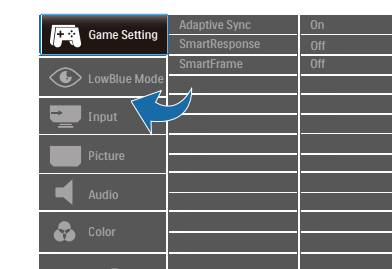 Game Setting
Adaptive Sync On
SmartResponse Off
SmartFrame Off
LowBlue Mode
Input
Picture
Audio
Color